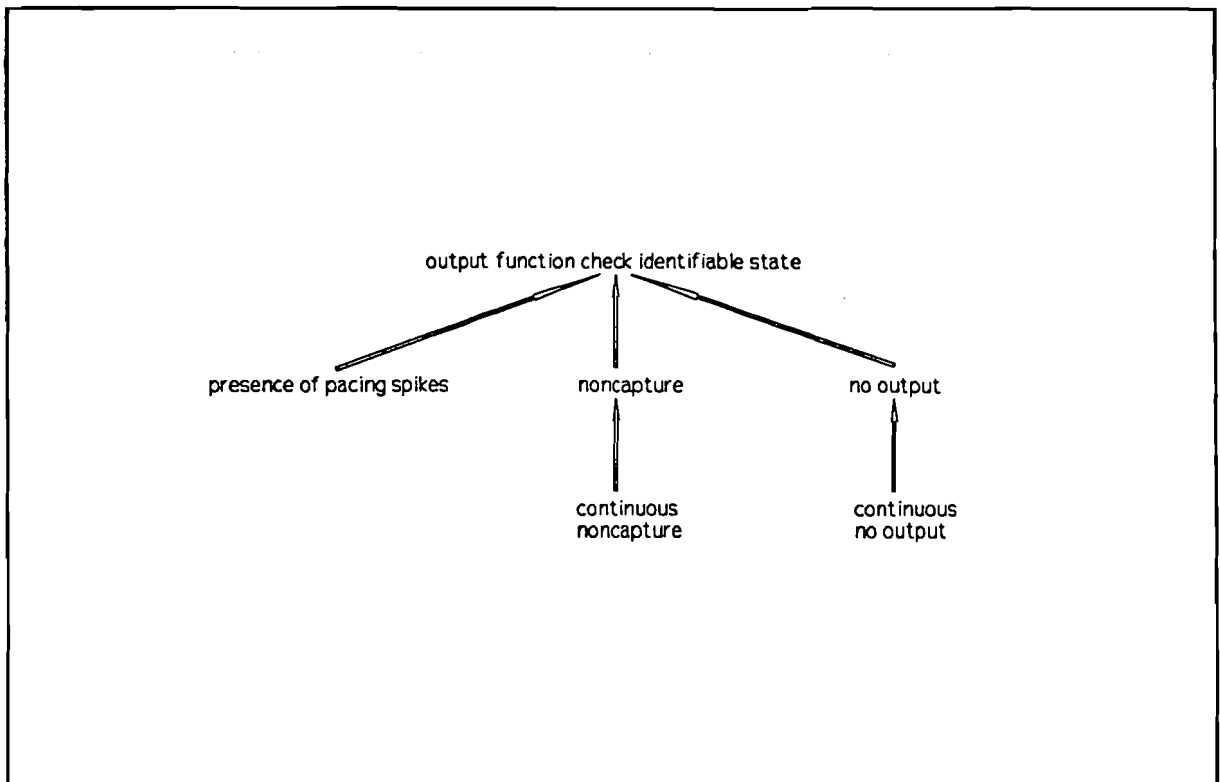 output function check identifiable state
presence of pacing spikes
noncapture
no output
continuous
noncapture
continuous
no output